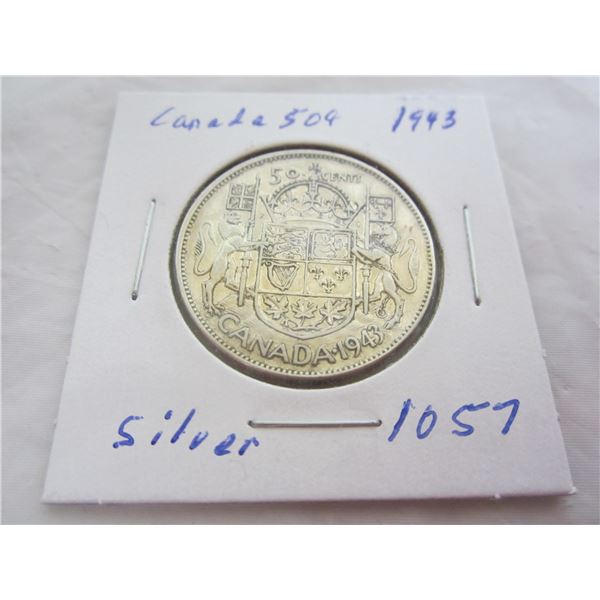 Canada 50¢ 1943
50 CENTS
CANADA·1943
Silver 1057